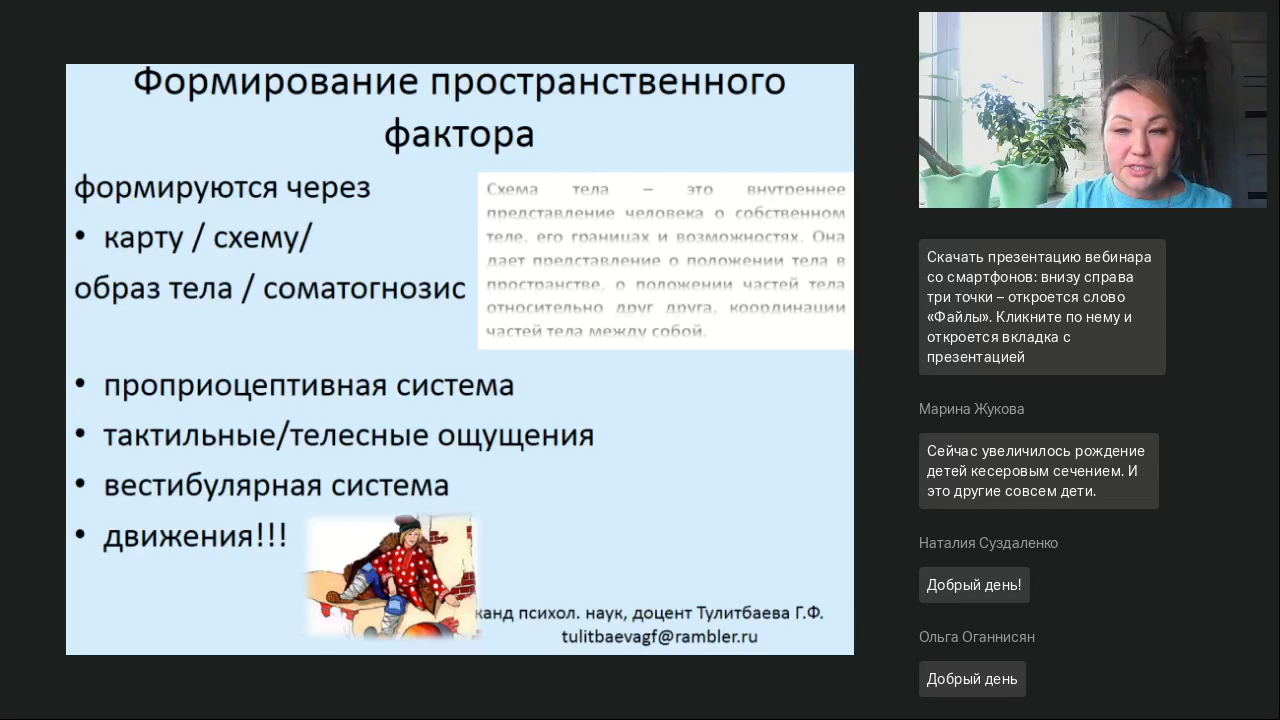 Формирование пространственного
фактора
формируются через
• карту / схему/
образ тела / соматогнозис
Схема тела – это внутреннее
представление человека о собственном
теле, его границах и возможностях. Она
дает представление о положении тела в
пространстве, о положении частей тела
относительно друг друга, координации
частей тела между собой.
• проприоцептивная система
• тактильные/телесные ощущения
• вестибулярная система
• движения!!!
канд психол. наук, доцент Тулитбаева Г.Ф.
tulitbaevagf@rambler.ru
Скачать презентацию вебинара
со смартфонов: внизу справа
три точки – откроется слово
«Файлы». Кликните по нему и
откроется вкладка с
презентацией
Марина Жукова
Сейчас увеличилось рождение
детей кесеровым сечением. И
это другие совсем дети.
Наталия Суздаленко
Добрый день!
Ольга Оганнисян
Добрый день